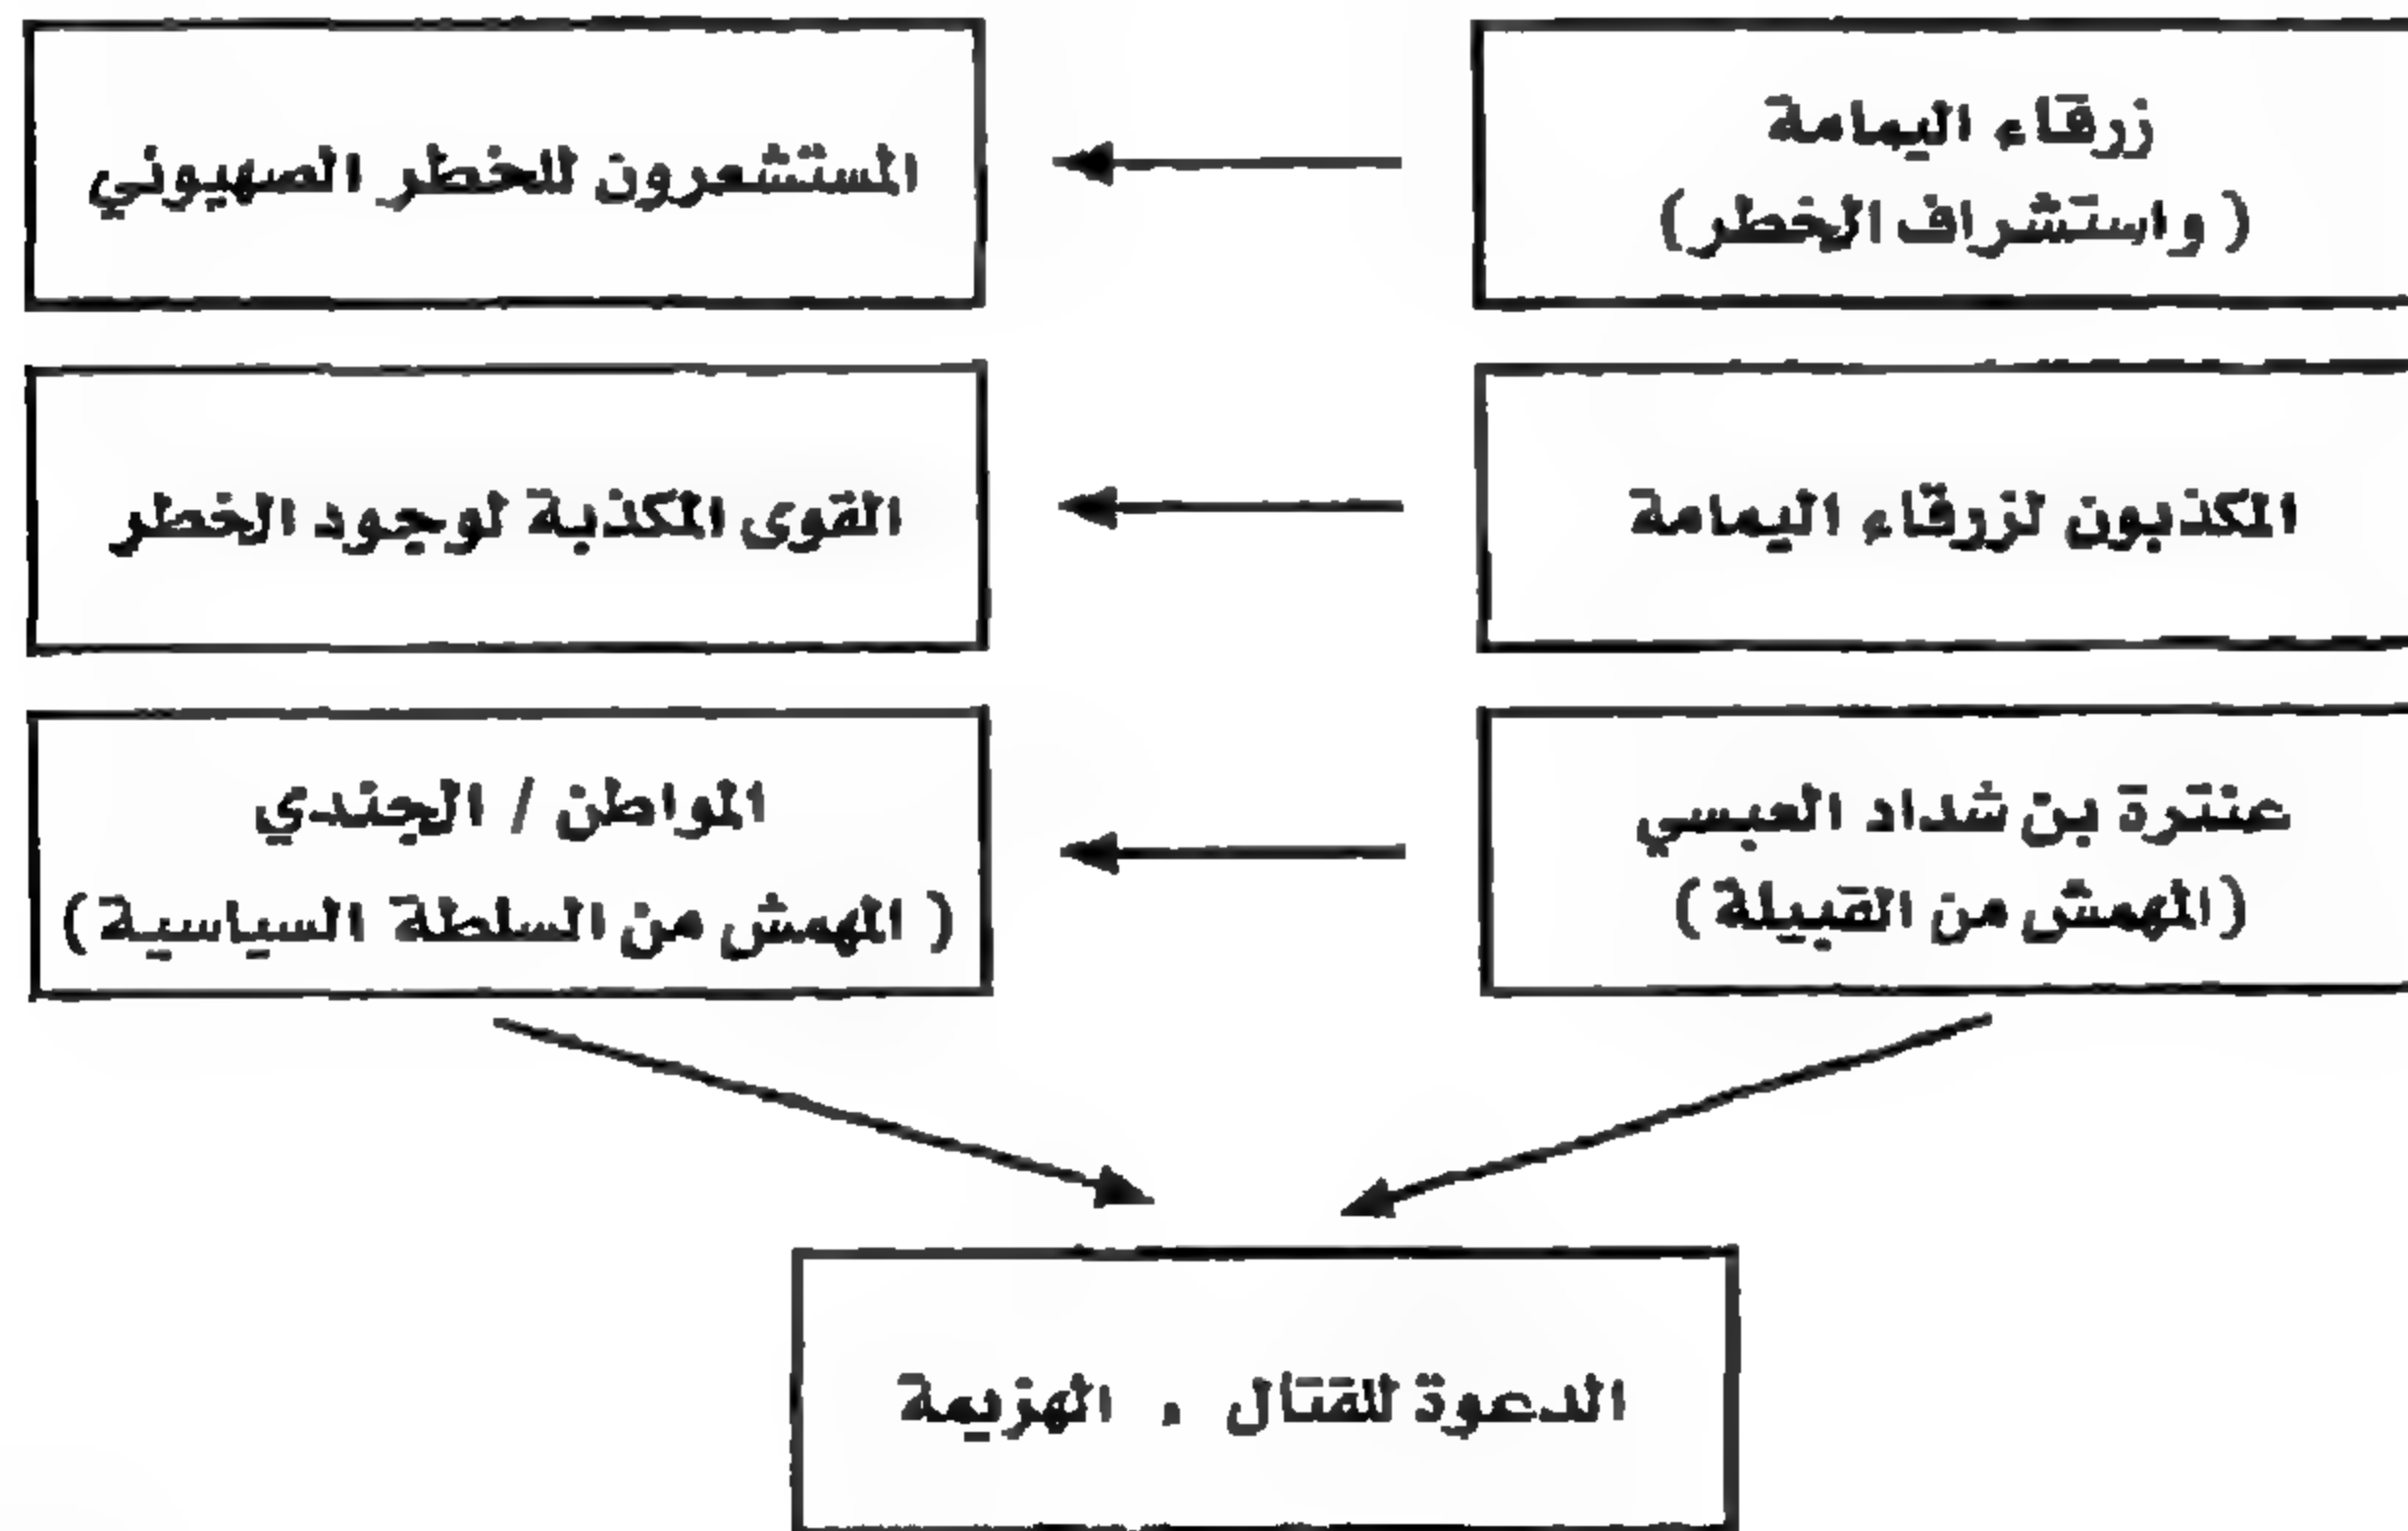 زرقاء اليمامة
( واستشراف الخطر )
المستشعرون للخطر الصهيوني
المكذبون لزرقاء اليمامة
القوى المكذبة لوجود الخطر
عنترة بن شداد العبسي
( المهمش من القبيلة )
المواطن / الجندي
( المهمش من السلطة السياسية )
الدعوة للقتال ، الهزيمة